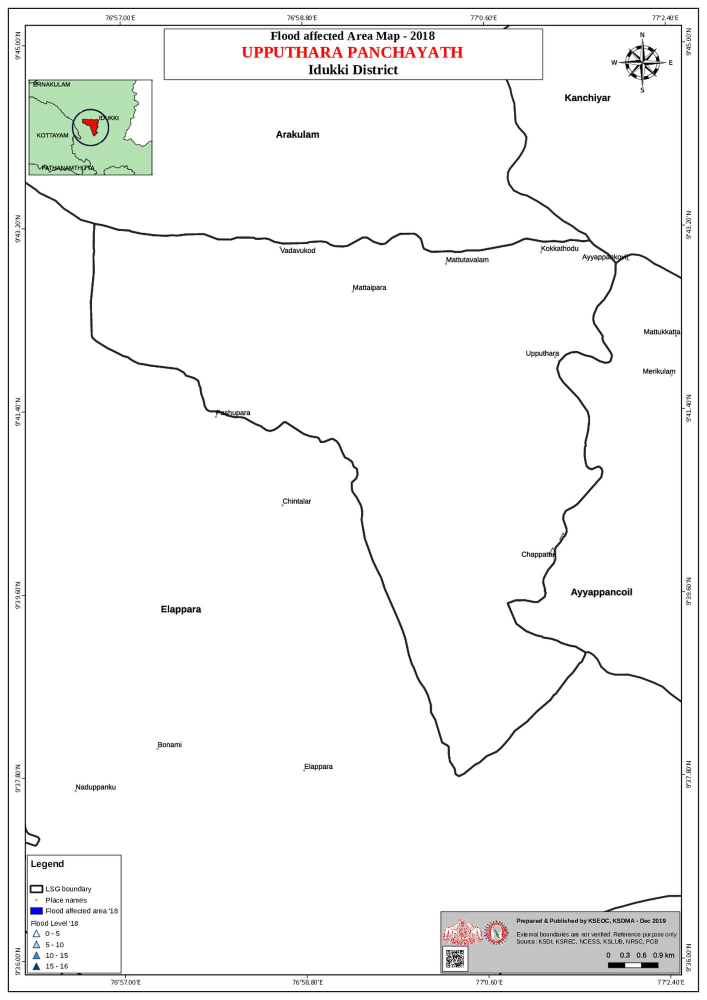 76°57.00'E
76°58.80'E
77°0.60'E
77°2.40'E
9°45.00'N
9°45.00'N
Flood affected Area Map - 2018
UPPUTHARA PANCHAYATH
Idukki District
N
W
E
S
ERNAKULAM
IDUKKI
KOTTAYAM
PATHANAMTHITTA
Kanchiyar
Arakulam
9°43.20'N
9°43.20'N
Vadavukod
Kokkathodu
Mattutavalam
Ayyappankovil
Mattaipara
Mattukkatta
Upputhara
Merikulam
9°41.40'N
9°41.40'N
Pashupara
Chintalar
Chappattu
9°39.60'N
9°39.60'N
Ayyappancoil
Elappara
Bonami
Elappara
9°37.80'N
9°37.80'N
Naduppanku
Legend
LSG boundary
Place names
Flood affected area '18
Flood Level '18
0 - 5
5 - 10
10 - 15
15 - 16
Prepared & Published by KSEOC, KSDMA - Dec 2019
External boundaries are not verified. Reference purpose only
Source: KSDI, KSREC, NCESS, KSLUB, NRSC, PCB
0 0.3 0.6 0.9 km
9°36.00'N
9°36.00'N
76°57.00'E
76°58.80'E
77°0.60'E
77°2.40'E